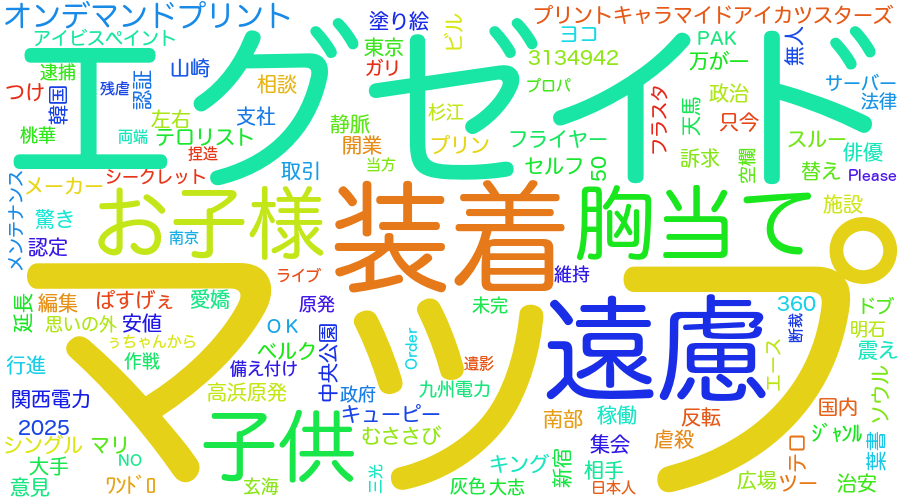 オンデマンドプリント
塗り絵
ビル
プリントキャラマイドアイカツスターズ
アイビスペイント
エグゼイド
東京
ヨコ
PAK
無人
逮捕
山崎
ガリ
3134942
万が一
サーバー
つけ
韓国
残虐
認証
相談
プロパ
フラスタ
天馬
政治
法律
左右
支社
静脈
杉江
只今
桃華
両端
テロリスト
開業
プリン
フライヤー
スルー
俳優
捏造
当方
セルフ
50
訴求
空欄
替え
Please
メンテナンス
メーカー
シークレット
取引
お子様
装着
胸当て
施設
驚き
認定
南京
ライブ
維持
マップ
遠慮
延長
編集
ぱすげぇ
愛嬌
原発
未完
360
ドブ
思いの外
安値
ＯＫ
断裁
明石
ぅちゃんから
ベルク
中央公園
Order
遺影
エース
震え
行進
作戦
備え付け
ソウル
関西電力
高浜原発
政府
九州電力
キューピー
南部
稼働
反転
国内
2025
子供
むささび
集会
虐殺
ｼﾞｬﾝﾙ
シングル
マリ
NO
葉書
大手
キング
新宿
相手
ツーテロ
意見
ﾜﾝﾄﾞﾛ
玄海
三光
灰色
大志
日本人
広場
治安